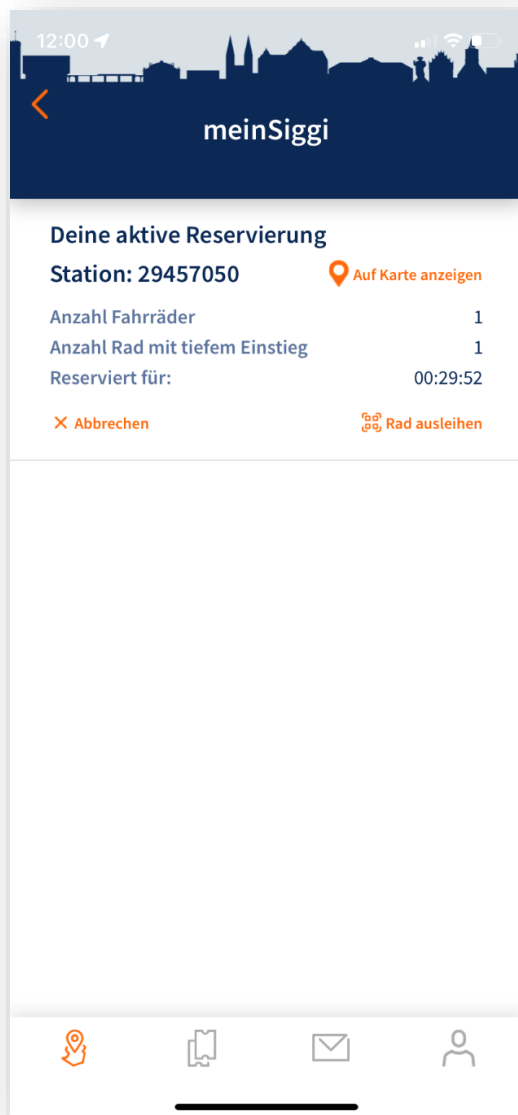 12:00
meinSiggi
Deine aktive Reservierung
Station: 29457050 Auf Karte anzeigen
Anzahl Fahrräder 1
Anzahl Rad mit tiefem Einstieg 1
Reserviert für: 00:29:52
Abbrechen Rad ausleihen